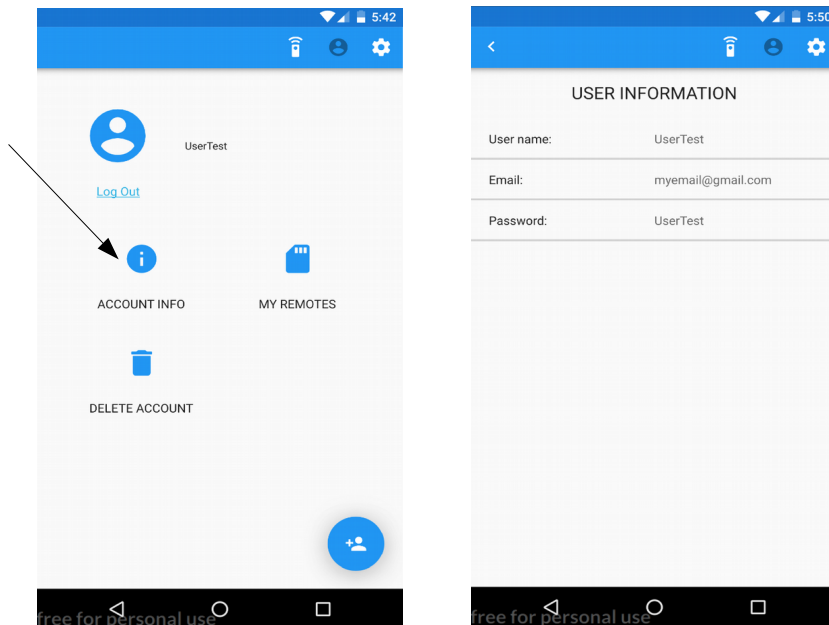 5:42
UserTest
Log Out
ACCOUNT INFO
MY REMOTES
DELETE ACCOUNT
free for personal use
5:50
USER INFORMATION
User name: UserTest
Email: myemail@gmail.com
Password: UserTest
free for personal use